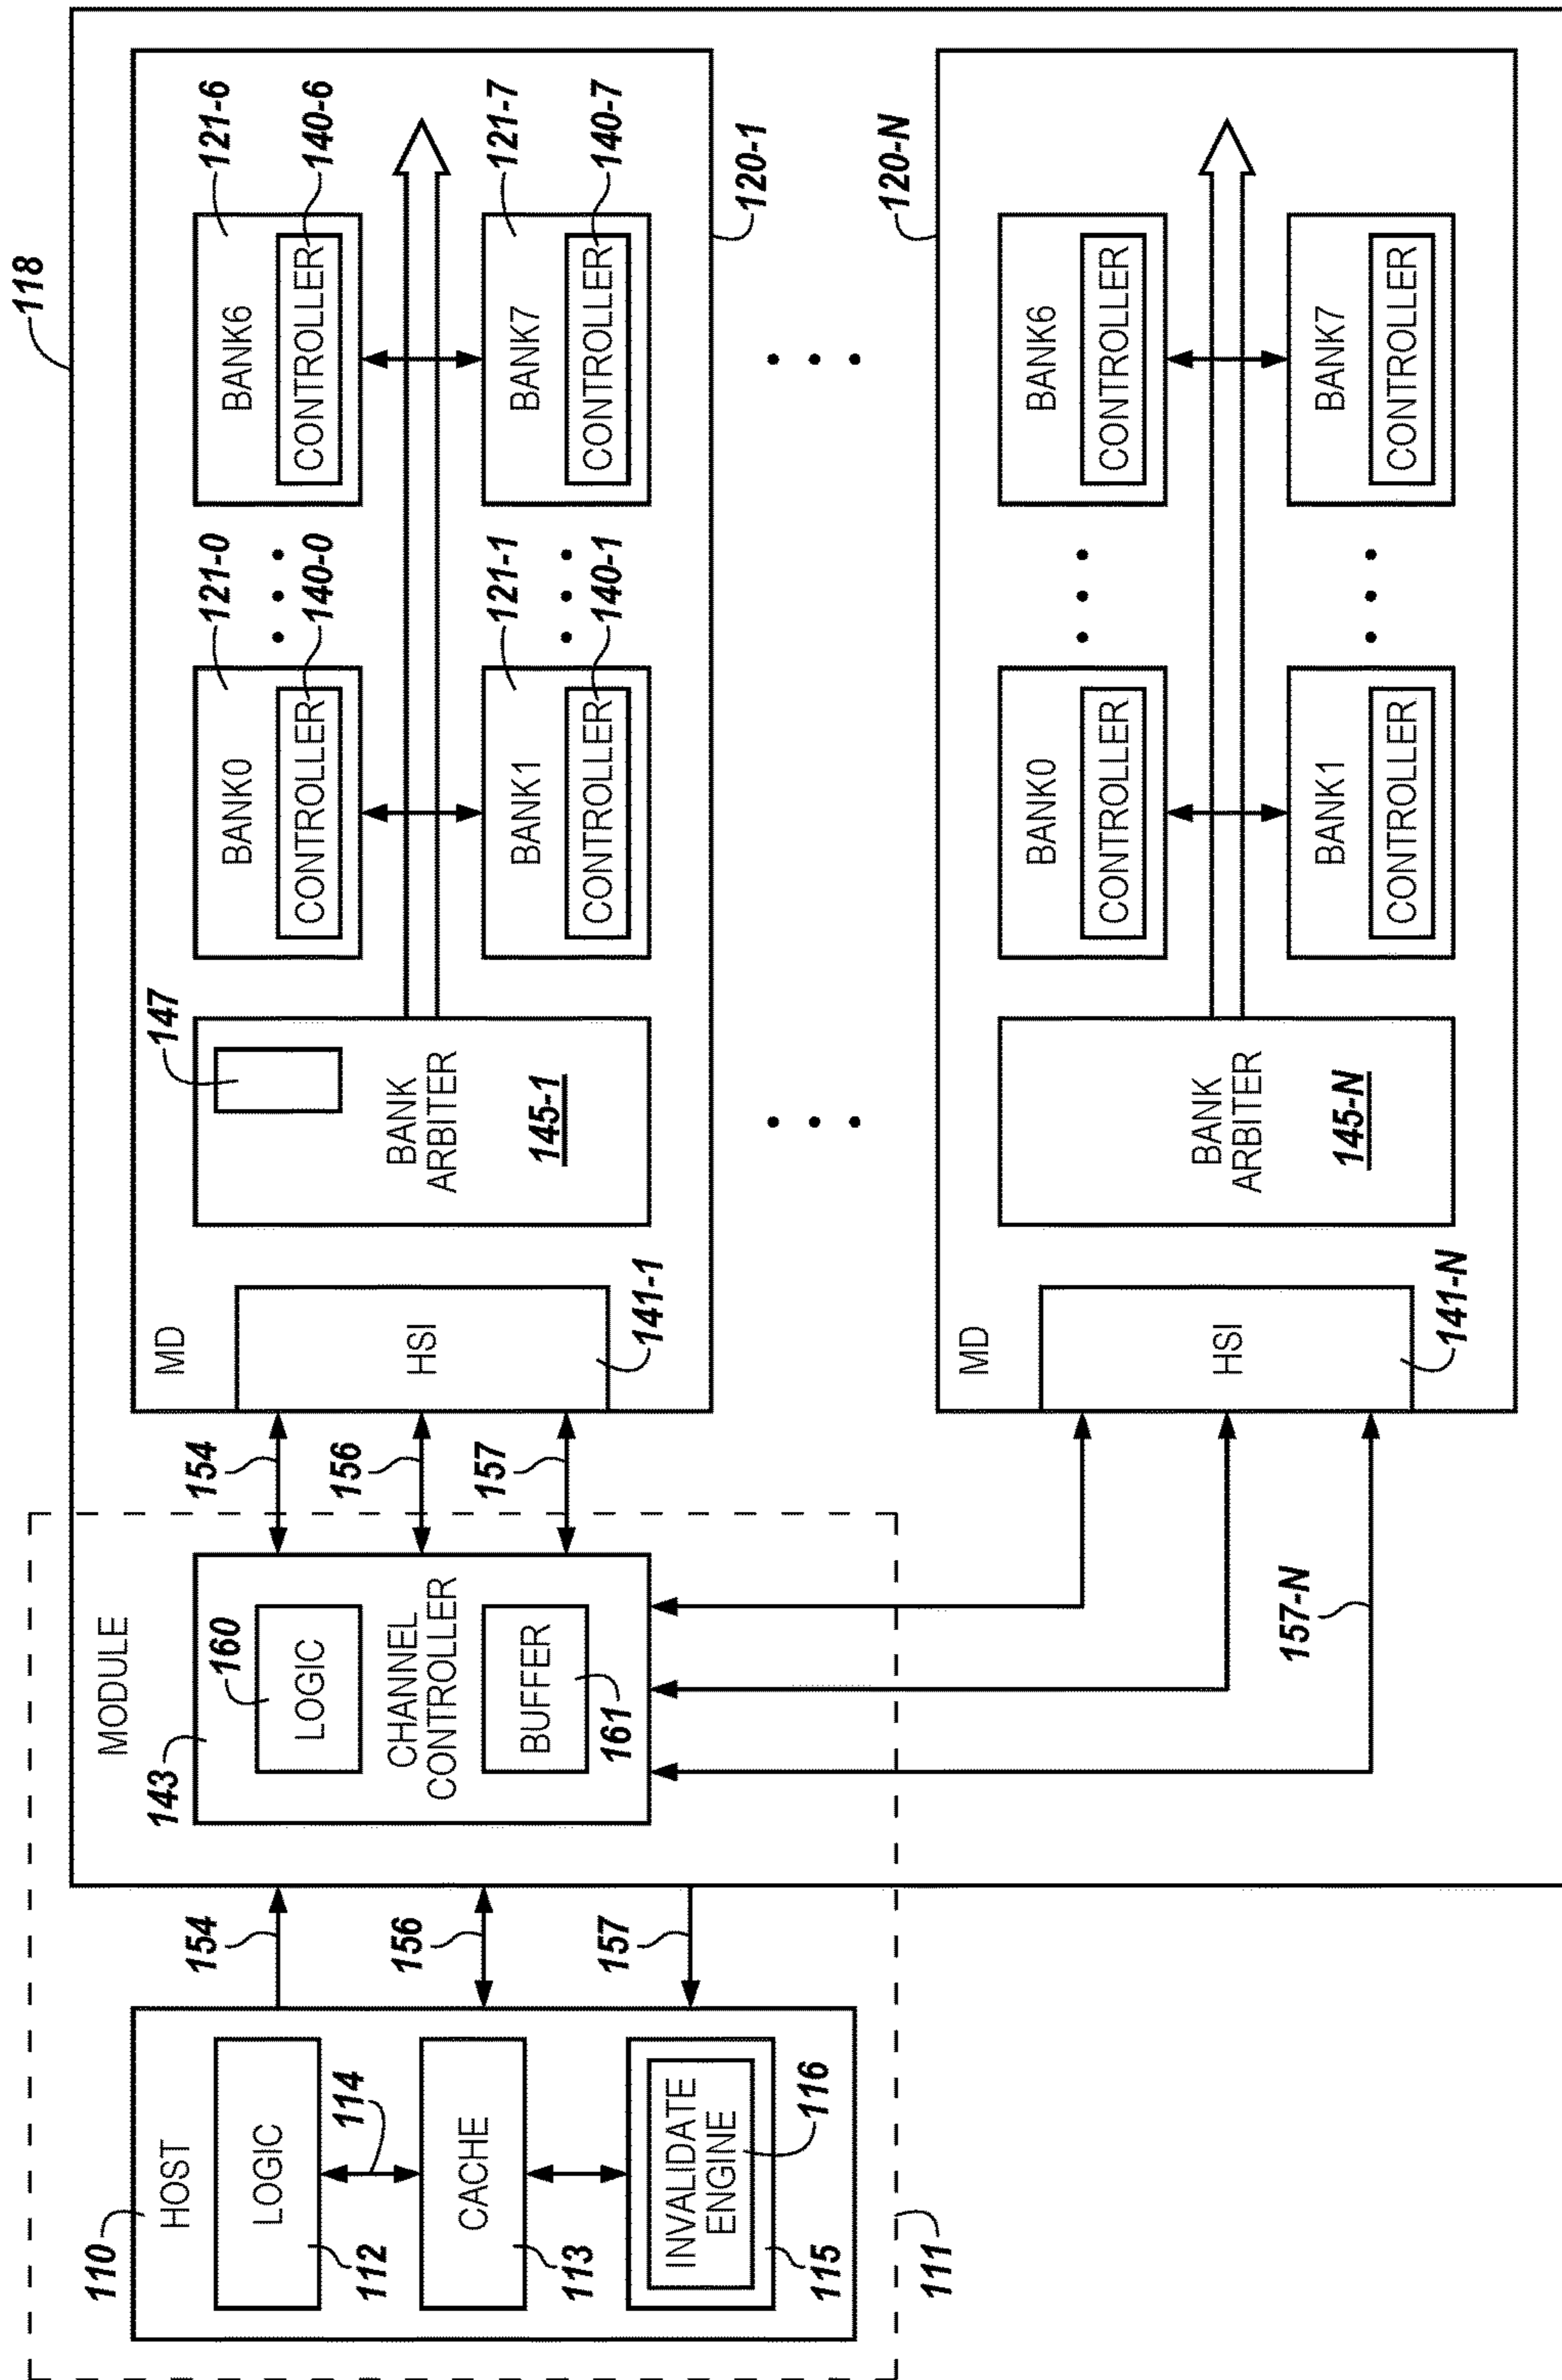 118
110
HOST
LOGIC
112
114
CACHE
113
INVALIDATE
ENGINE
116
115
111
154
156
157
MODULE
143
160
LOGIC
CHANNEL
CONTROLLER
BUFFER
161
154
156
157
157-N
MD
HSI
141-1
147
BANK
ARBITER
145-1
BANK0
CONTROLLER
121-0
140-0
BANK1
CONTROLLER
121-1
140-1
BANK6
CONTROLLER
121-6
140-6
BANK7
CONTROLLER
121-7
140-7
120-1
120-N
MD
HSI
141-N
BANK
ARBITER
145-N
BANK0
CONTROLLER
BANK1
CONTROLLER
BANK6
CONTROLLER
BANK7
CONTROLLER